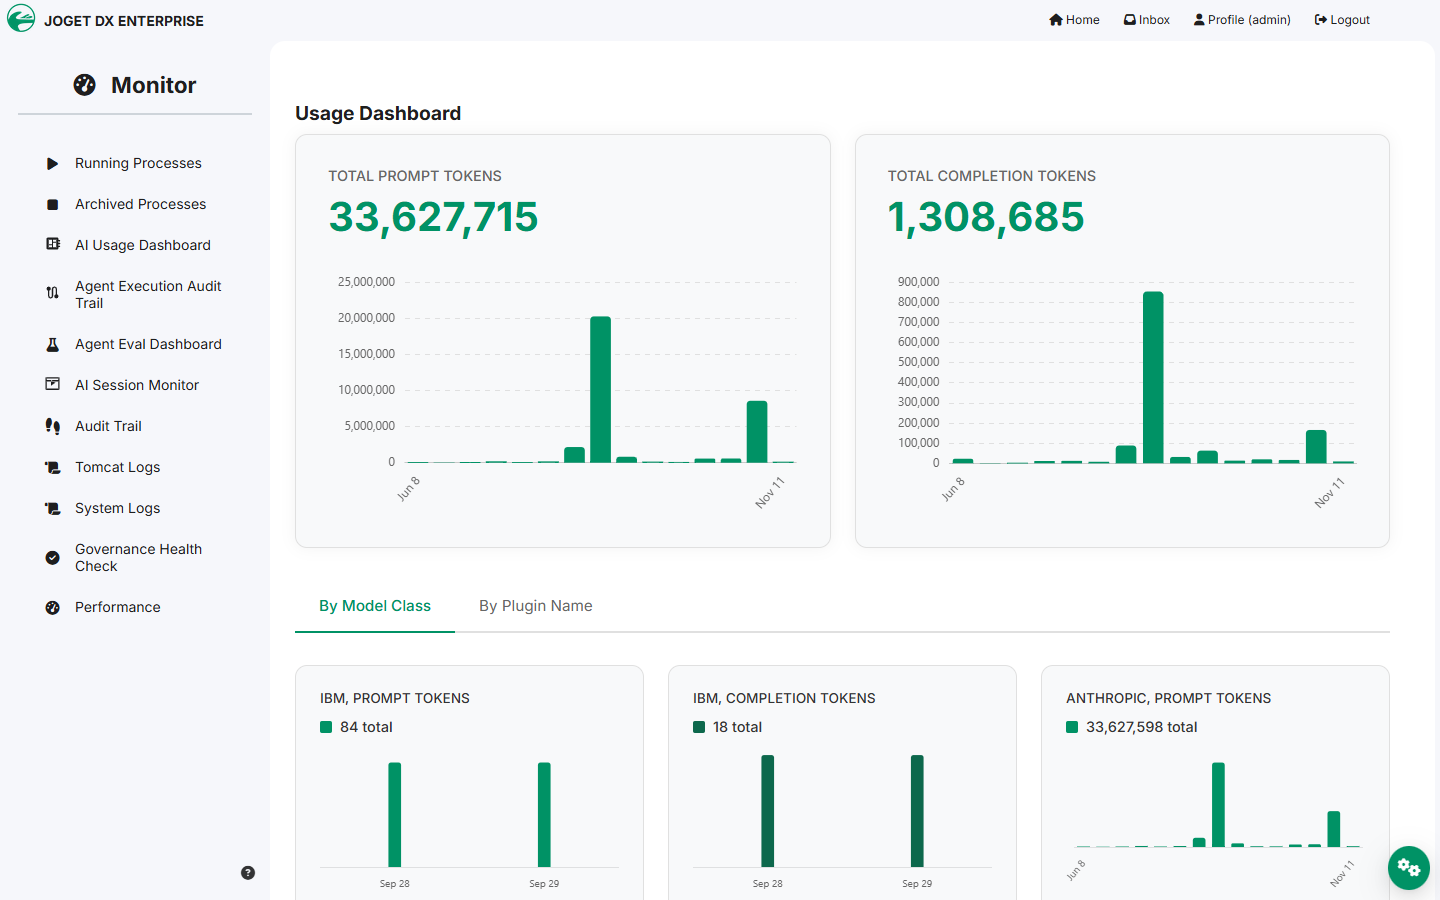 JOGET DX ENTERPRISE
Home
Inbox
Profile (admin)
Logout
Monitor
Running Processes
Archived Processes
AI Usage Dashboard
Agent Execution Audit
Trail
Agent Eval Dashboard
AI Session Monitor
Audit Trail
Tomcat Logs
System Logs
Governance Health
Check
Performance
Usage Dashboard
TOTAL PROMPT TOKENS
33,627,715
25,000,000
20,000,000
15,000,000
10,000,000
5,000,000
0
Jun 8
Nov 11
TOTAL COMPLETION TOKENS
1,308,685
900,000
800,000
700,000
600,000
500,000
400,000
300,000
200,000
100,000
0
Jun 8
Nov 11
By Model Class
By Plugin Name
IBM, PROMPT TOKENS
84 total
Sep 28
Sep 29
IBM, COMPLETION TOKENS
18 total
Sep 28
Sep 29
ANTHROPIC, PROMPT TOKENS
33,627,598 total
Jun 8
Nov 11